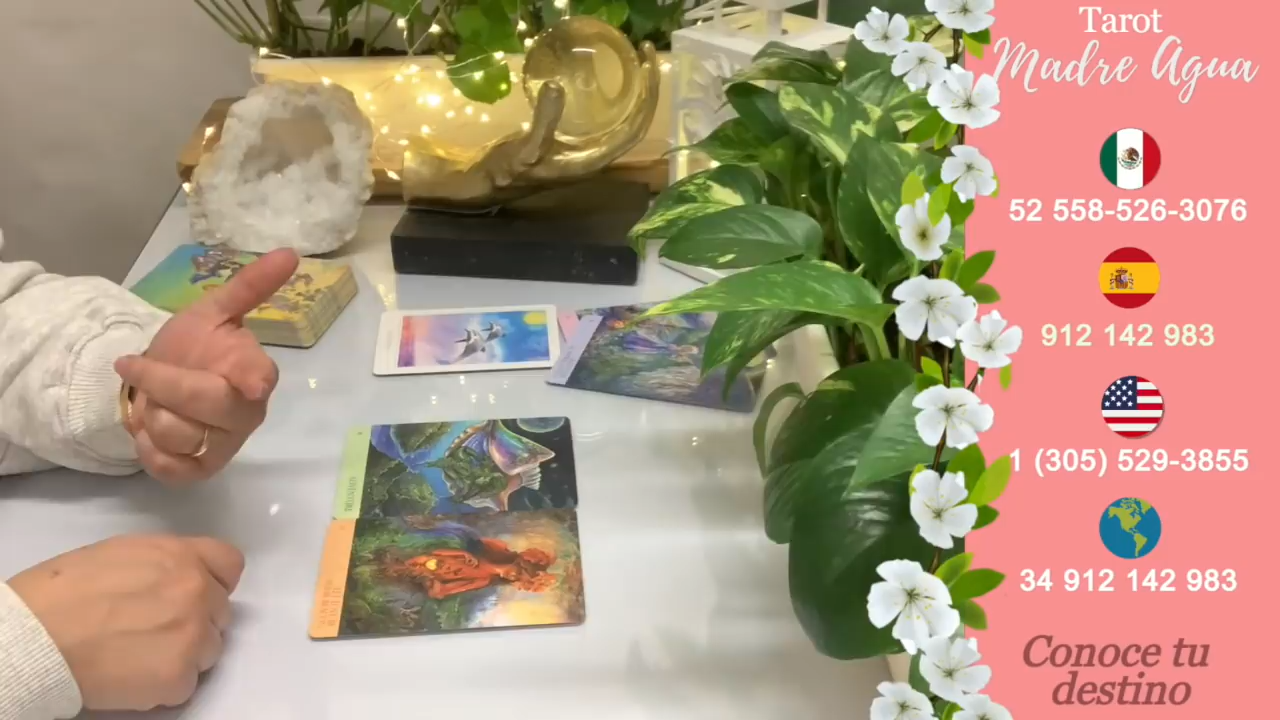 Tarot
Madre Agua
52 558-526-3076
912 142 983
1 (305) 529-3855
34 912 142 983
Conoce tu
destino